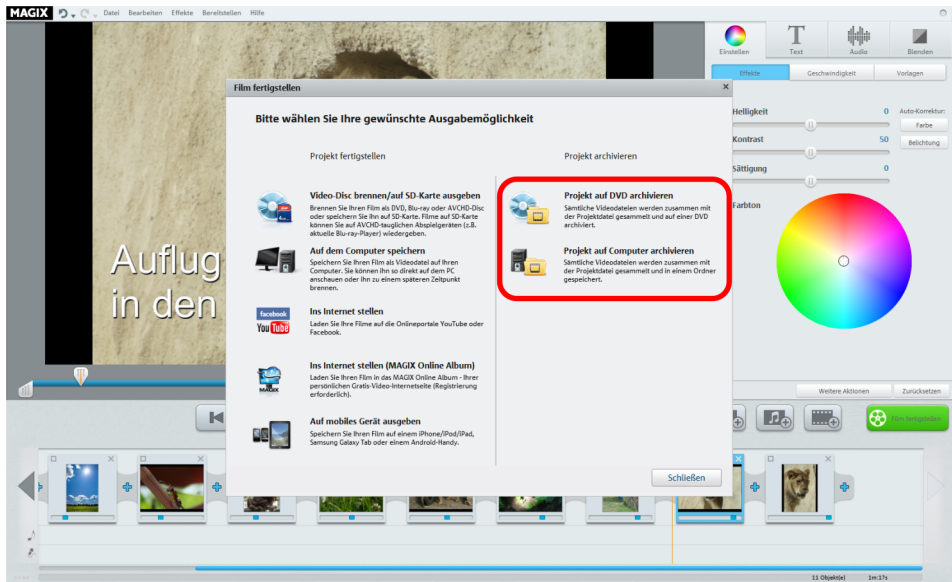 MAGIX Datei Bearbeiten Effekte Bereitstellen Hilfe
Einstellen Text Audio Blenden
Effekte Geschwindigkeit Vorlagen
Film fertigstellen
Bitte wählen Sie Ihre gewünschte Ausgabemöglichkeit
Projekt fertigstellen
Video-Disc brennen/auf SD-Karte ausgeben
Brennen Sie Ihren Film als DVD, Blu-ray oder AVCHD-Disc
oder speichern Sie ihn auf SD-Karte. Filme auf SD-Karte
können Sie auf AVCHD-tauglichen Abspielgeräten (z.B.
aktuelle Blu-ray-Player) wiedergeben.
Auf dem Computer speichern
Speichern Sie Ihren Film als Videodatei auf Ihren
Computer. Sie können ihn so direkt auf dem PC
anschauen oder ihn zu einem späteren Zeitpunkt
brennen.
facebook
You Tube
Ins Internet stellen
Laden Sie Ihre Filme auf die Onlineportale YouTube oder
Facebook.
MAGIX
Ins Internet stellen (MAGIX Online Album)
Laden Sie Ihren Film in das MAGIX Online Album - Ihrer
persönlichen Gratis-Video-Internetseite (Registrierung
erforderlich).
Auf mobiles Gerät ausgeben
Speichern Sie Ihren Film auf einem iPhone/iPod/iPad,
Samsung Galaxy Tab oder einem Android-Handy.
Projekt archivieren
Projekt auf DVD archivieren
Sämtliche Videodateien werden zusammen mit
der Projektdatei gesammelt und auf einer DVD
archiviert.
Projekt auf Computer archivieren
Sämtliche Videodateien werden zusammen mit
der Projektdatei gesammelt und in einem Ordner
gespeichert.
Schließen
Helligkeit 0 Auto-Korrektur:
Farbe
Kontrast 50 Belichtung
Sättigung 0
Farbton
Auflug
in den
Weitere Aktionen Zurücksetzen
Film fertigstellen
11 Objekt(e) 1m:17s